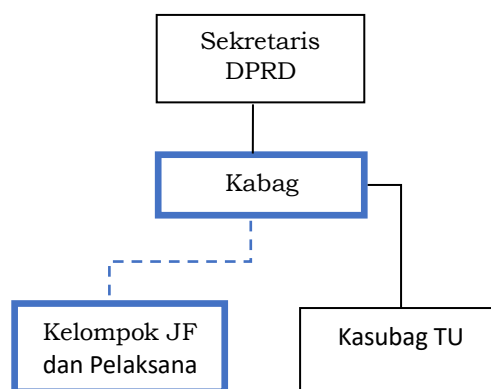 Sekretaris
DPRD
Kabag
Kelompok JF
dan Pelaksana
Kasubag TU